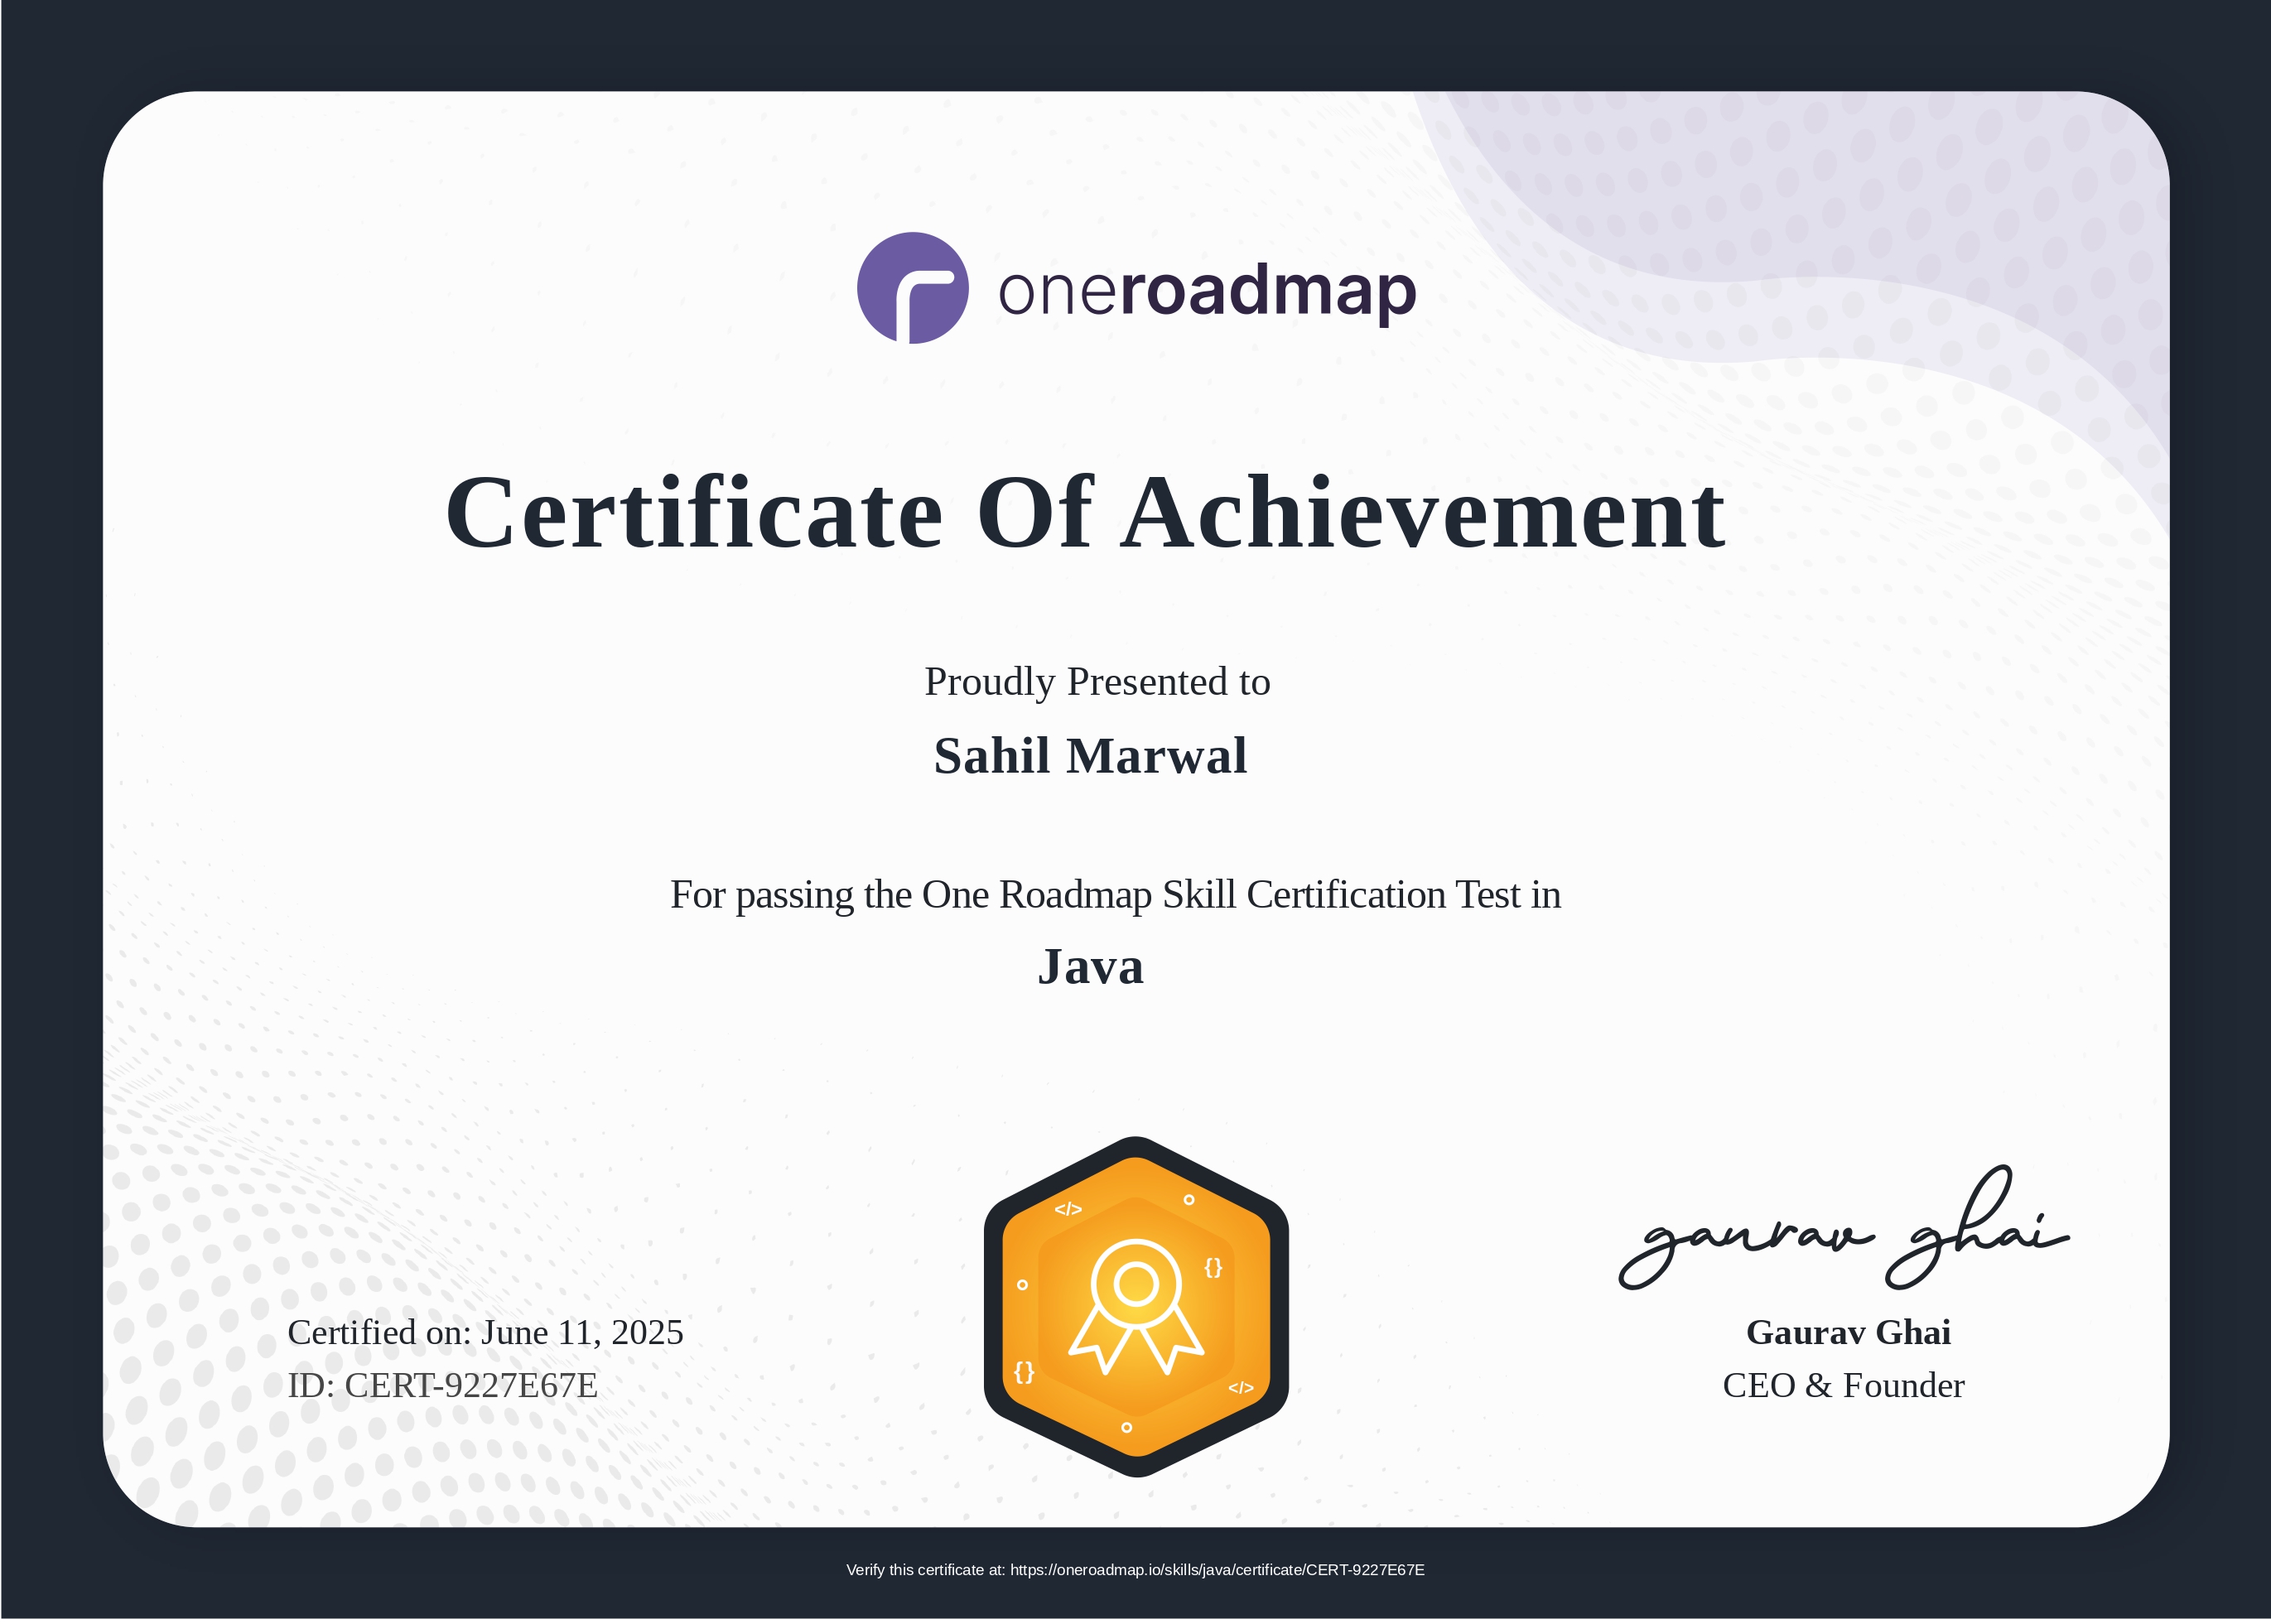 oneroadmap
Certificate Of Achievement
Proudly Presented to
Sahil Marwal
For passing the One Roadmap Skill Certification Test in
Java
</>
{}
{}
</>
gaurav ghai
Certified on: June 11, 2025
ID: CERT-9227E67E
Gaurav Ghai
CEO & Founder
Verify this certificate at: https://oneroadmap.io/skills/java/certificate/CERT-9227E67E